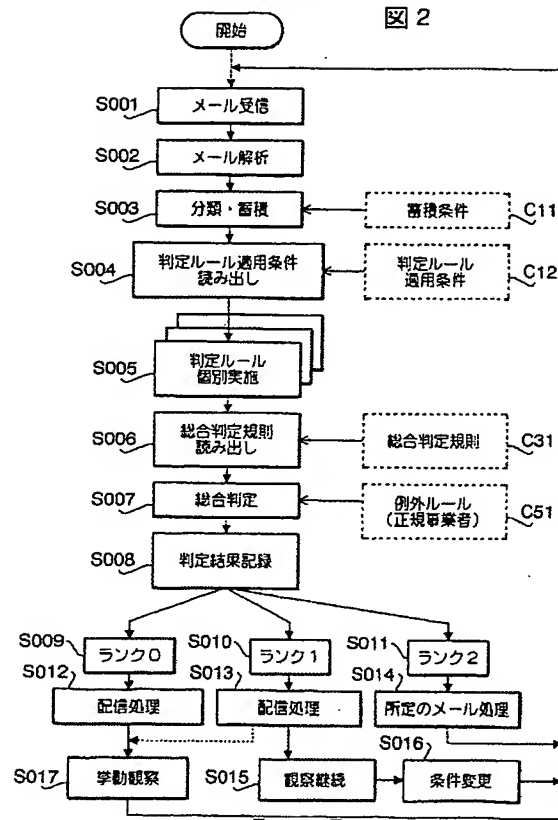 図2
開始
S001
メール受信
S002
メール解析
S003
分類・蓄積
蓄積条件
C11
S004
判定ルール適用条件
読み出し
判定ルール
適用条件
C12
S005
判定ルール
個別実施
S006
総合判定規則
読み出し
総合判定規則
C31
S007
総合判定
例外ルール
(正規事業者)
C51
S008
判定結果記録
S009
ランク0
S010
ランク1
S011
ランク2
S012
配信処理
S013
配信処理
S014
所定のメール処理
S017
挙動観察
S015
観察継続
S016
条件変更